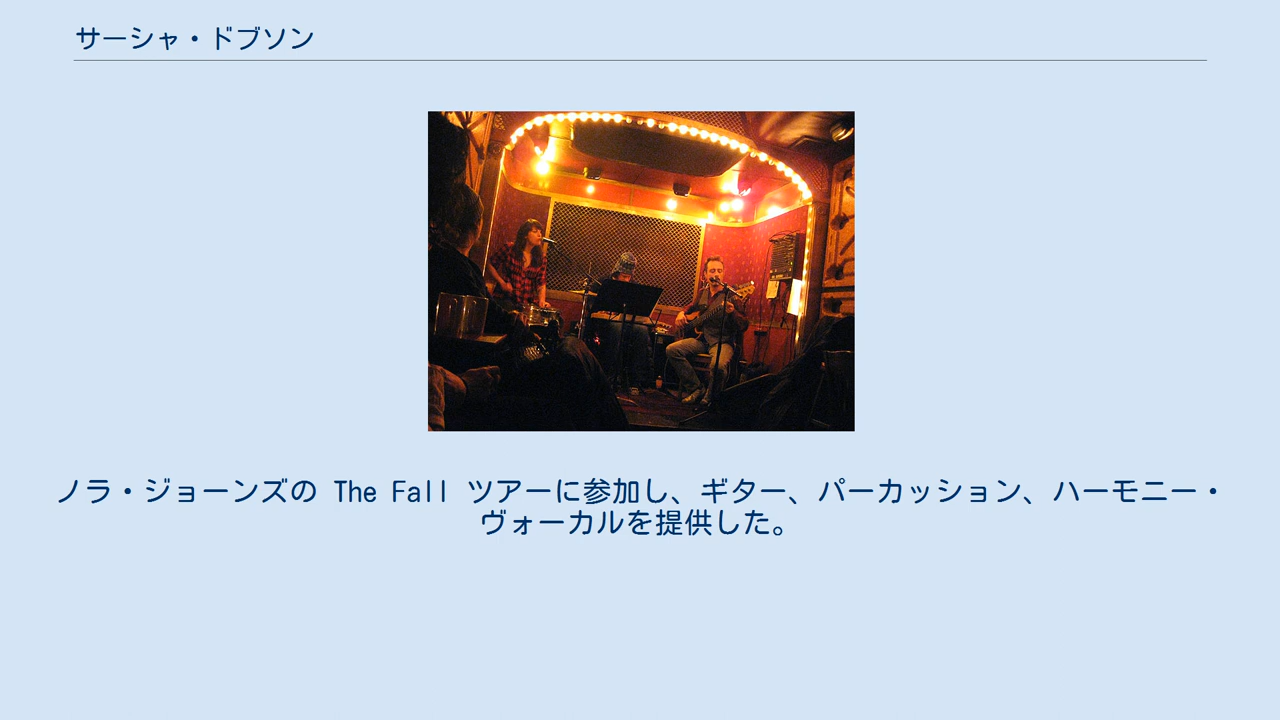 サーシャ・ドブソン
ノラ・ジョーンズの The Fall ツアーに参加し、ギター、パーカッション、ハーモニー・
ヴォーカルを提供した。